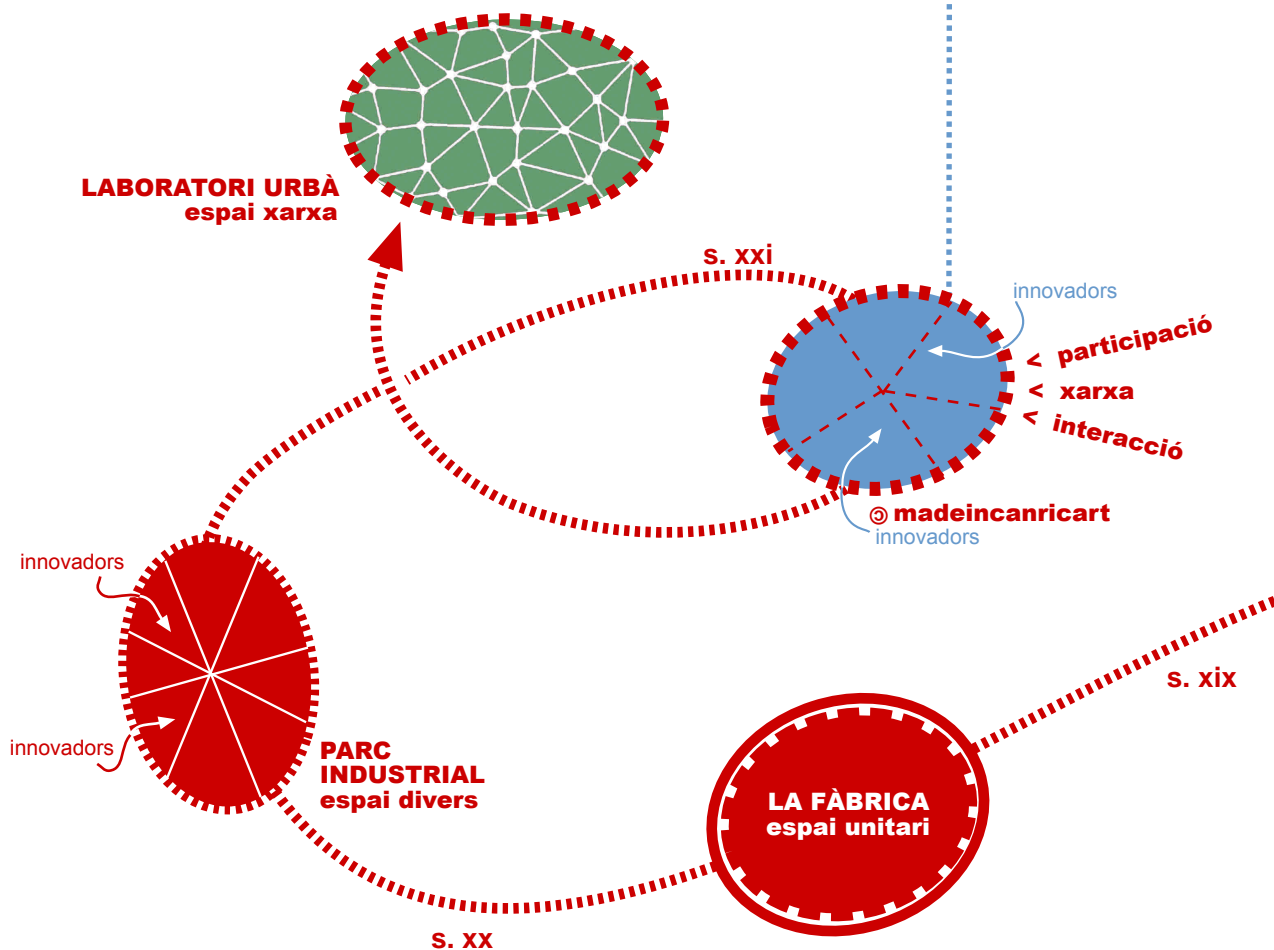 LABORATORI URBÀ
espai xarxa
s. xxi
innovadors
< participació
< xarxa
< interacció
🄯 madeincanricart
innovadors
innovadors
innovadors
PARC
INDUSTRIAL
espai divers
s. xix
LA FÀBRICA
espai unitari
s. xx